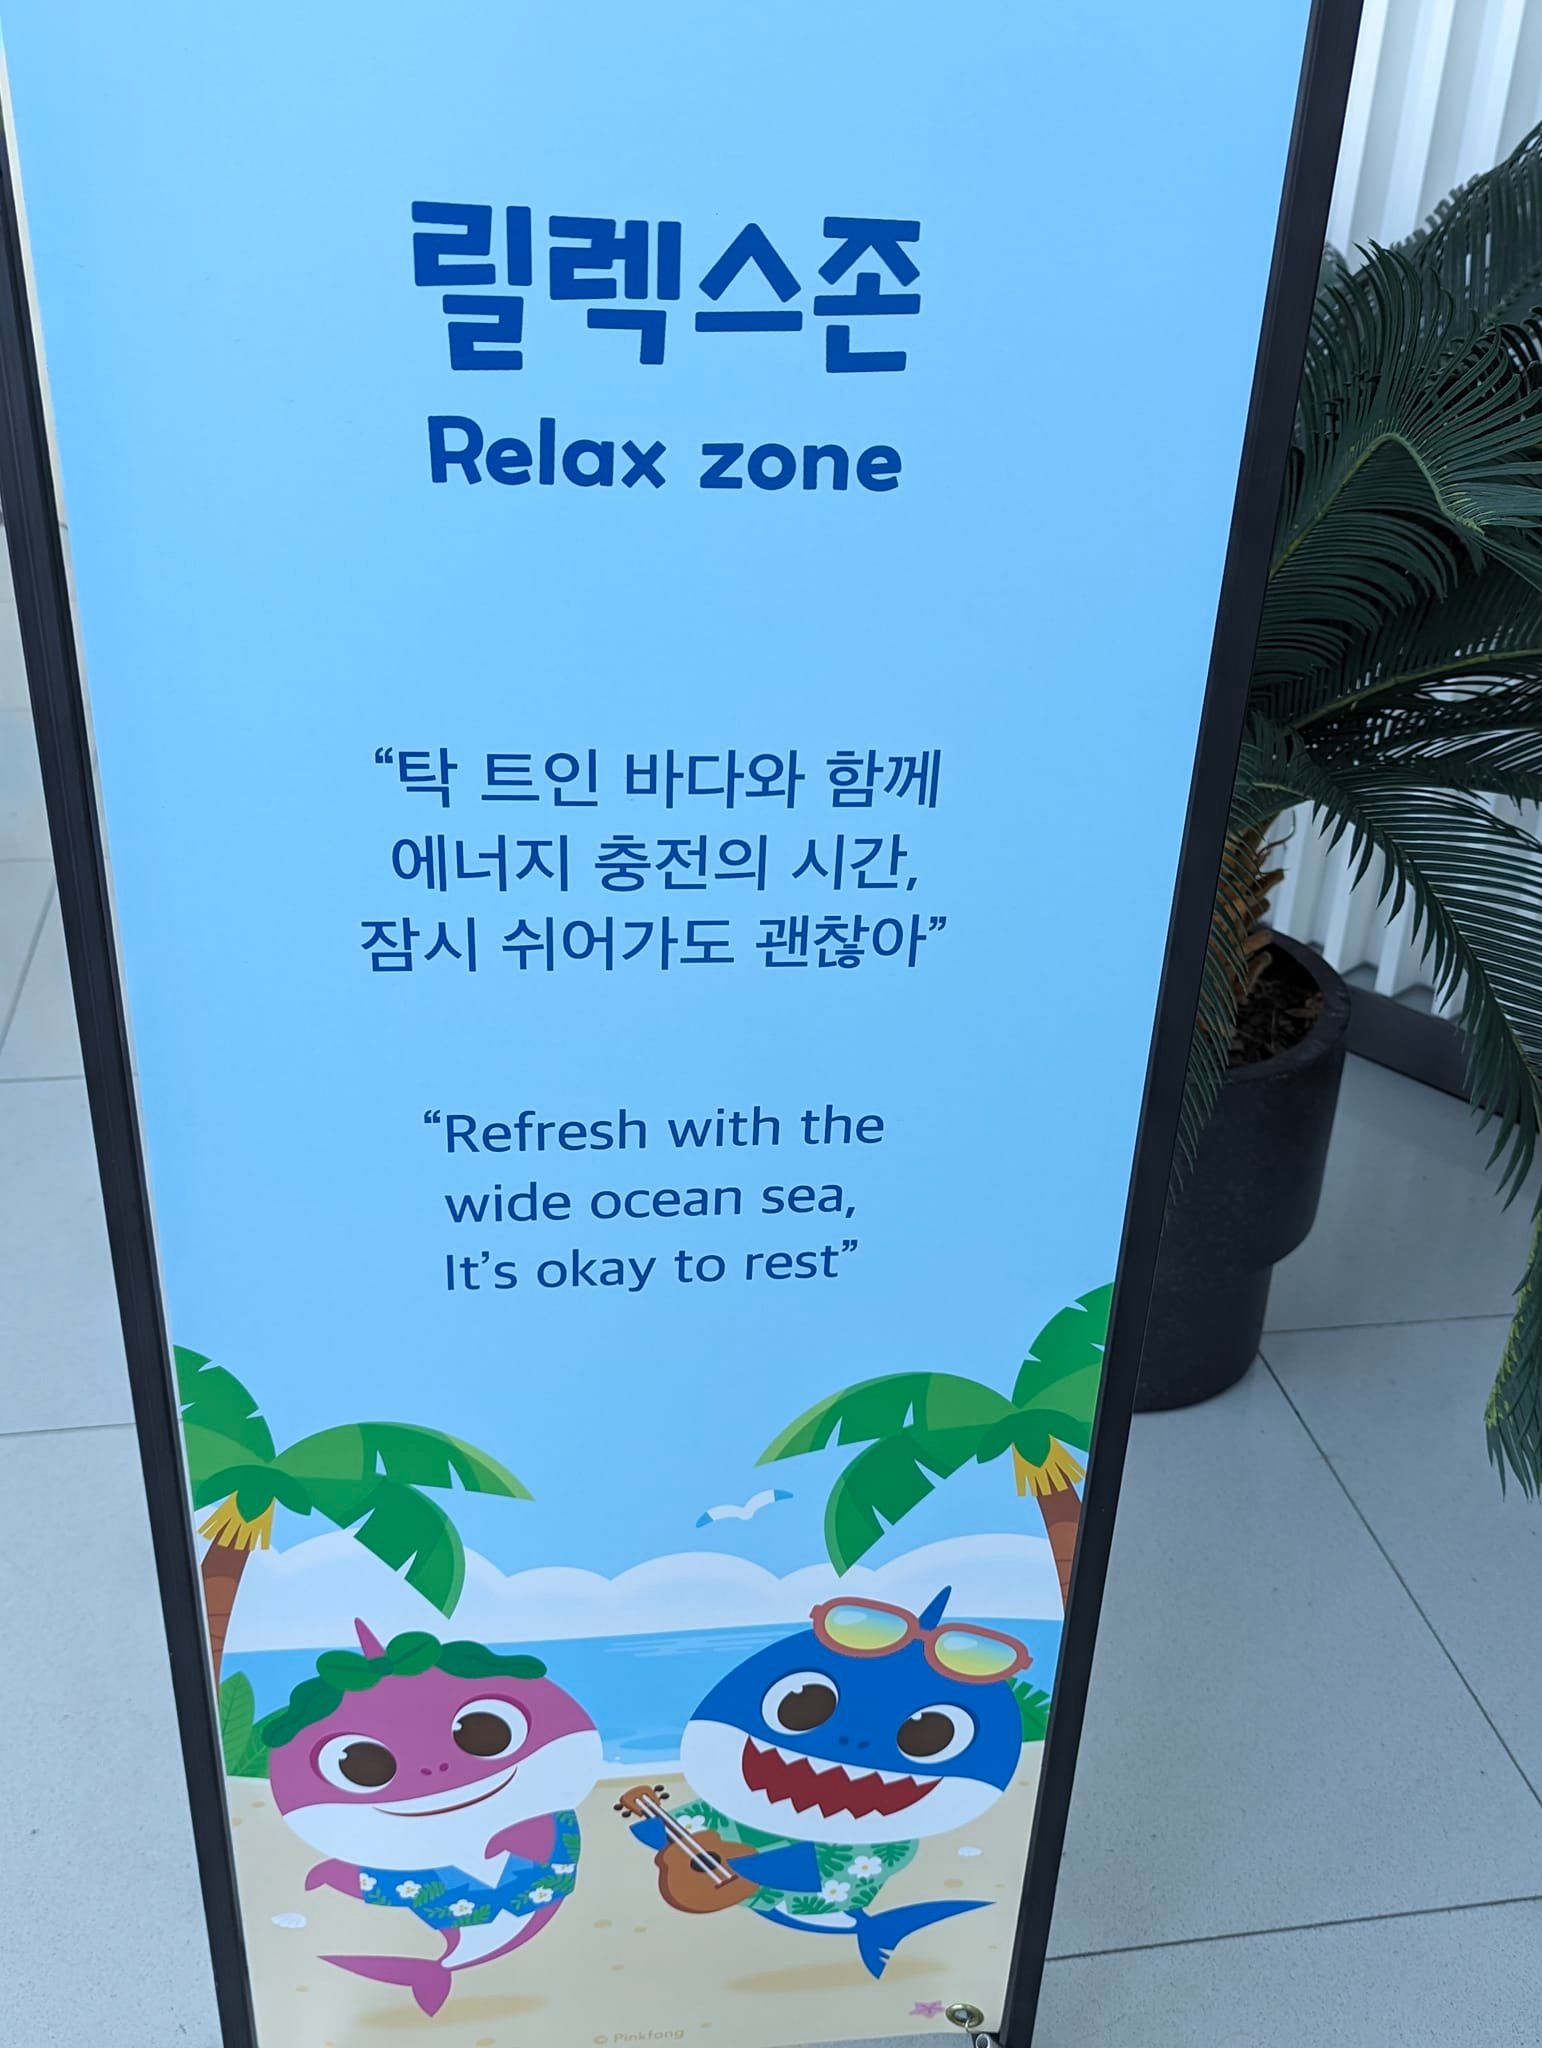 릴렉스존
Relax zone
“탁 트인 바다와 함께
에너지 충전의 시간,
잠시 쉬어가도 괜찮아”
“Refresh with the
wide ocean sea,
It’s okay to rest”
© Pinkfong